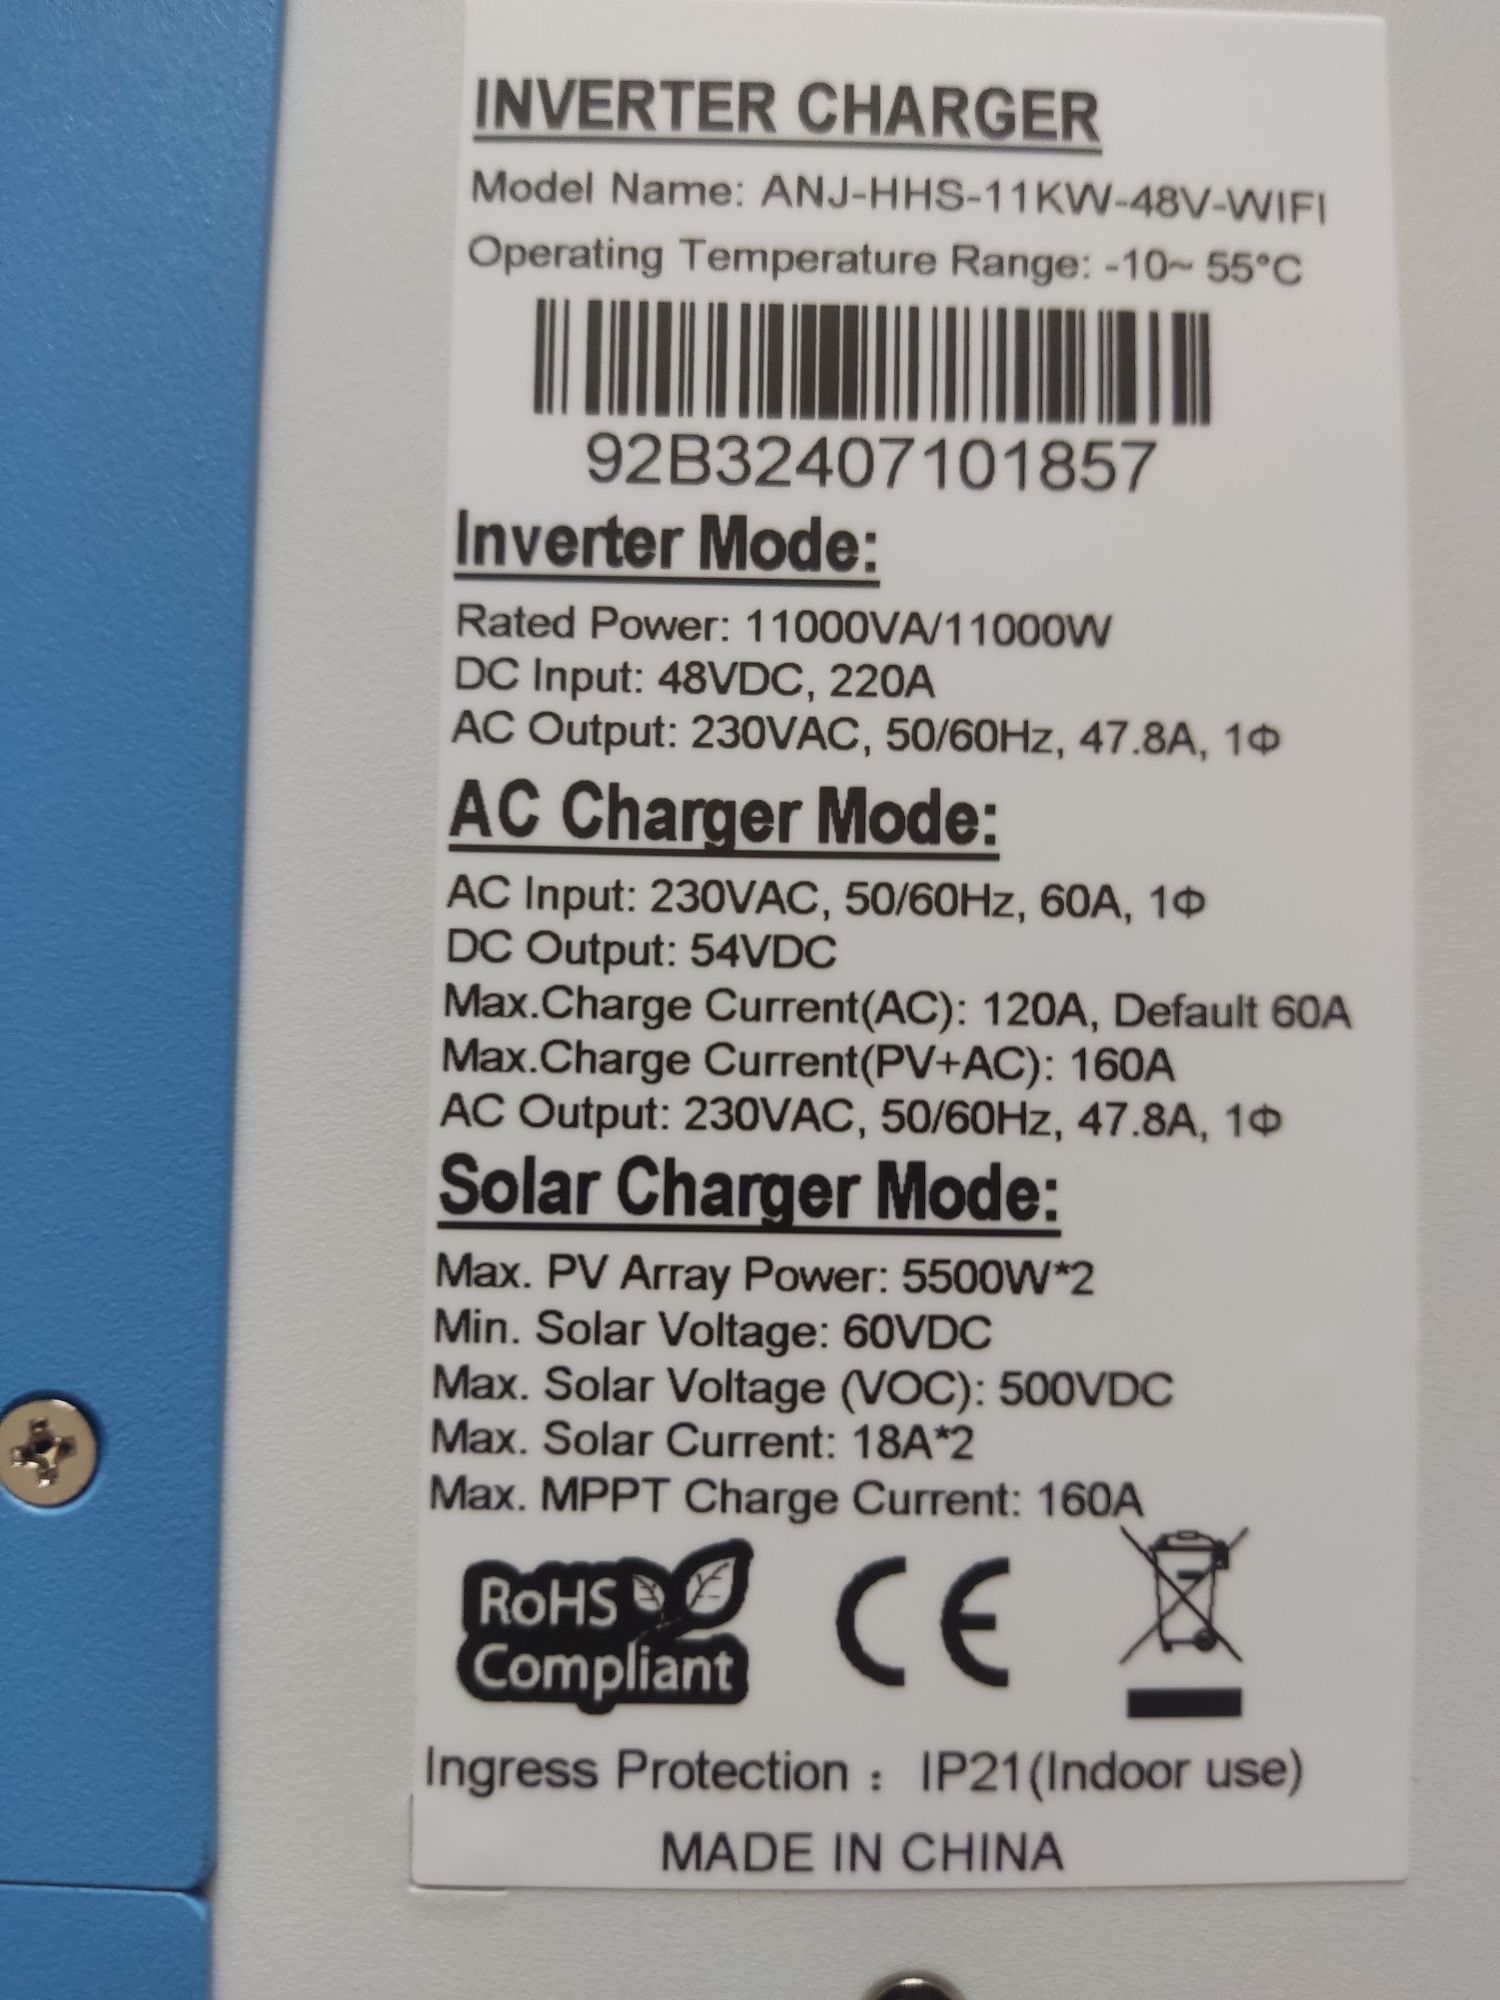 INVERTER CHARGER
Model Name: ANJ-HHS-11KW-48V-WIFI
Operating Temperature Range: -10~ 55°C
92B32407101857
Inverter Mode:
Rated Power: 11000VA/11000W
DC Input: 48VDC, 220A
AC Output: 230VAC, 50/60Hz, 47.8A, 1Φ
AC Charger Mode:
AC Input: 230VAC, 50/60Hz, 60A, 1Φ
DC Output: 54VDC
Max.Charge Current(AC): 120A, Default 60A
Max.Charge Current(PV+AC): 160A
AC Output: 230VAC, 50/60Hz, 47.8A, 1Φ
Solar Charger Mode:
Max. PV Array Power: 5500W*2
Min. Solar Voltage: 60VDC
Max. Solar Voltage (VOC): 500VDC
Max. Solar Current: 18A*2
Max. MPPT Charge Current: 160A
RoHS
Compliant
CE
Ingress Protection : IP21(Indoor use)
MADE IN CHINA